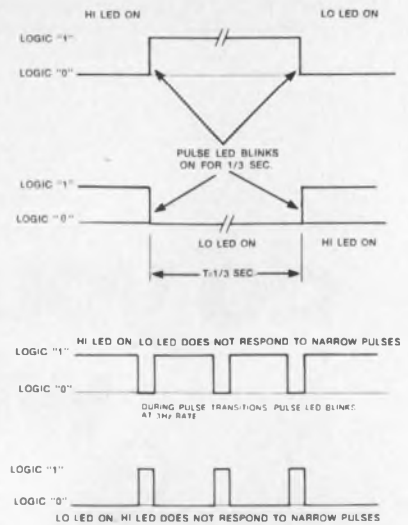 HI LED ON LO LED ON
LOGIC "1"
LOGIC "0"
PULSE LED BLINKS
ON FOR 1/3 SEC.
LOGIC "1"
LOGIC "0"
LO LED ON HI LED ON
T=1/3 SEC.
HI LED ON LO LED DOES NOT RESPOND TO NARROW PULSES
LOGIC "1"
LOGIC "0"
DURING PULSE TRANSITIONS PULSE LED BLINKS
AT 3Hz RATE
LOGIC "1"
LOGIC "0"
LO LED ON HI LED DOES NOT RESPOND TO NARROW PULSES